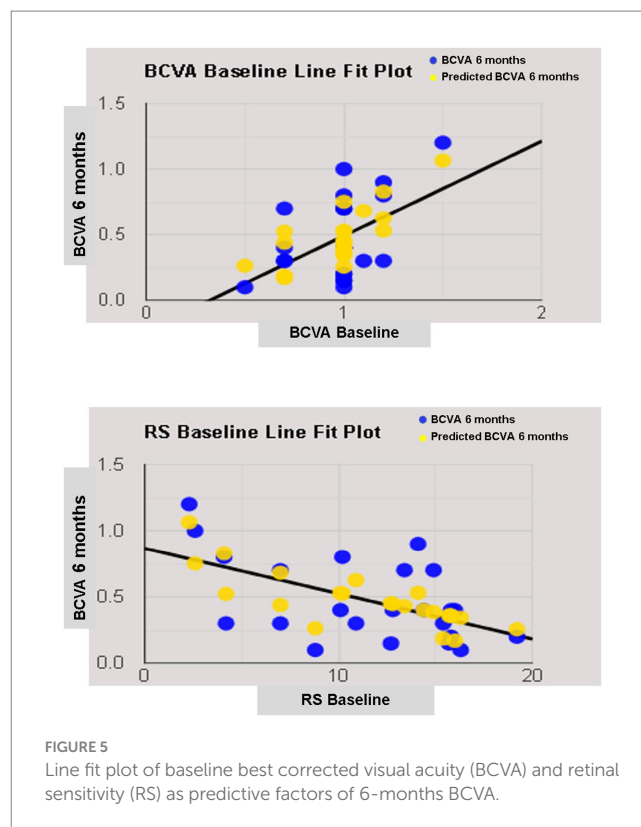 BCVA Baseline Line Fit Plot
BCVA 6 months
Predicted BCVA 6 months
BCVA 6 months
1.5
1.0
0.5
0.0
0
1
2
BCVA Baseline
RS Baseline Line Fit Plot
BCVA 6 months
Predicted BCVA 6 months
BCVA 6 months
1.5
1.0
0.5
0.0
0
10
20
RS Baseline
FIGURE 5
Line fit plot of baseline best corrected visual acuity (BCVA) and retinal
sensitivity (RS) as predictive factors of 6-months BCVA.